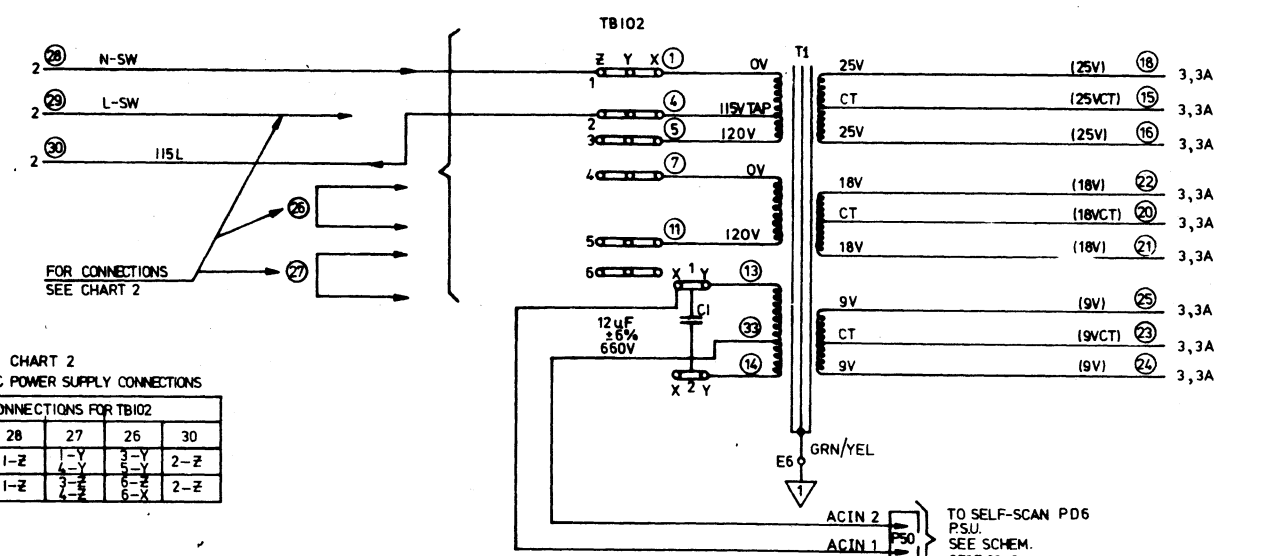 TB102
28 N-SW
2
Z Y X 1 0V
1
T1
25V (25V) 18 3,3A
29 L-SW
2
4 115V TAP
2
CT (25VCT) 15 3,3A
5 120V
3
25V (25V) 16 3,3A
30 115L
2
7 0V
4
18V (18V) 22 3,3A
26
CT (18VCT) 20 3,3A
11 120V
5
18V (18V) 21 3,3A
27
FOR CONNECTIONS
SEE CHART 2
6
X 1 Y 13
C1
12uF
±6%
660V
33
14
X 2 Y
9V (9V) 25 3,3A
CT (9VCT) 23 3,3A
9V (9V) 24 3,3A
CHART 2
C POWER SUPPLY CONNECTIONS
ONNECTIONS FOR TB102
28 27 26 30
1-Z 1-Y 3-Y 2-Z
4-Y 5-Y
1-Z 3-Z 6-Z 2-Z
4-Z 6-X
GRN/YEL
E6
1
ACIN 2
ACIN 1
P50
TO SELF-SCAN PD6
P.S.U.
SEE SCHEM.